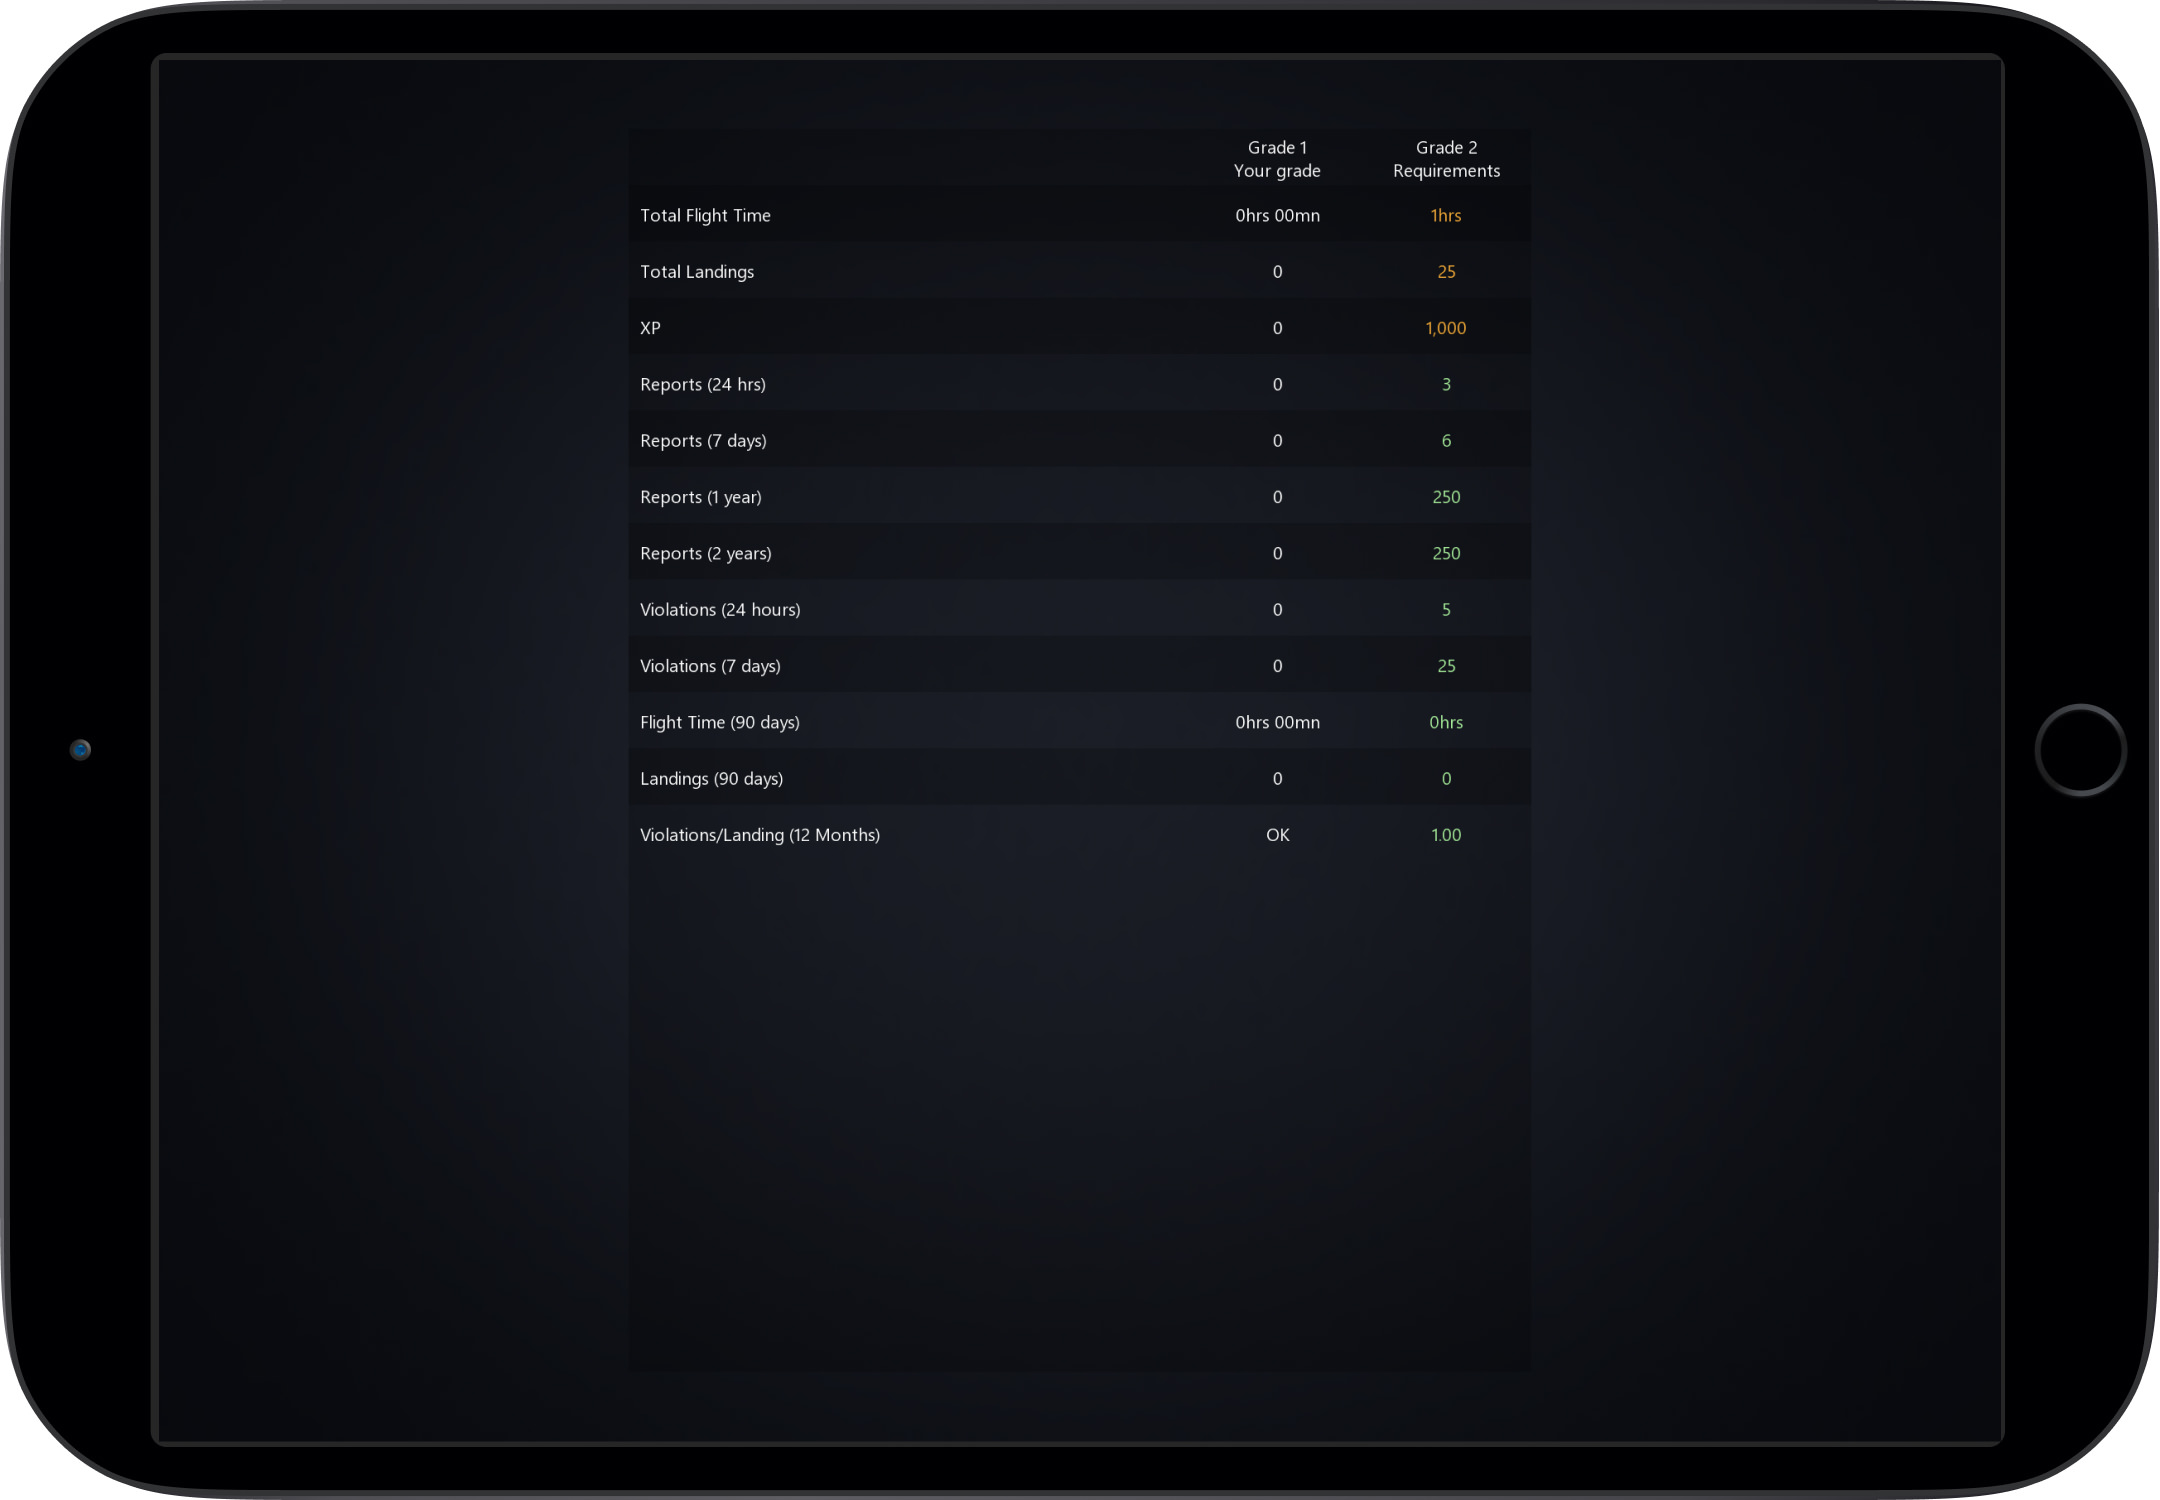 Grade 1 Grade 2
Your grade Requirements
Total Flight Time 0hrs 00mn 1hrs
Total Landings 0 25
XP 0 1,000
Reports (24 hrs) 0 3
Reports (7 days) 0 6
Reports (1 year) 0 250
Reports (2 years) 0 250
Violations (24 hours) 0 5
Violations (7 days) 0 25
Flight Time (90 days) 0hrs 00mn 0hrs
Landings (90 days) 0 0
Violations/Landing (12 Months) OK 1.00